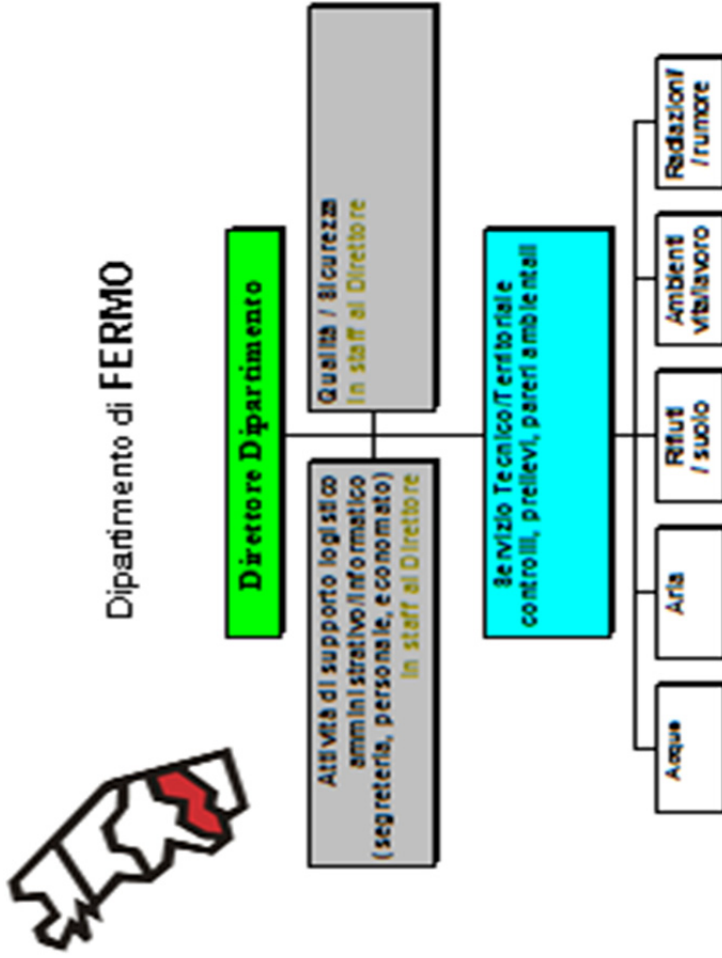 Dipartimento di FERMO
Direttore Dipartimento
Attività di supporto logistico
amministrativo/informatico
(segreteria, personale, economato)
in staff al Direttore
Qualità / Sicurezza
in staff al Direttore
Servizio Tecnico/Territoriale
controlli, prelievi, pareri ambientali
Acque
Aria
Rifiuti
/ suolo
Ambienti
vita/lavoro
Radiazioni/
/ rumore